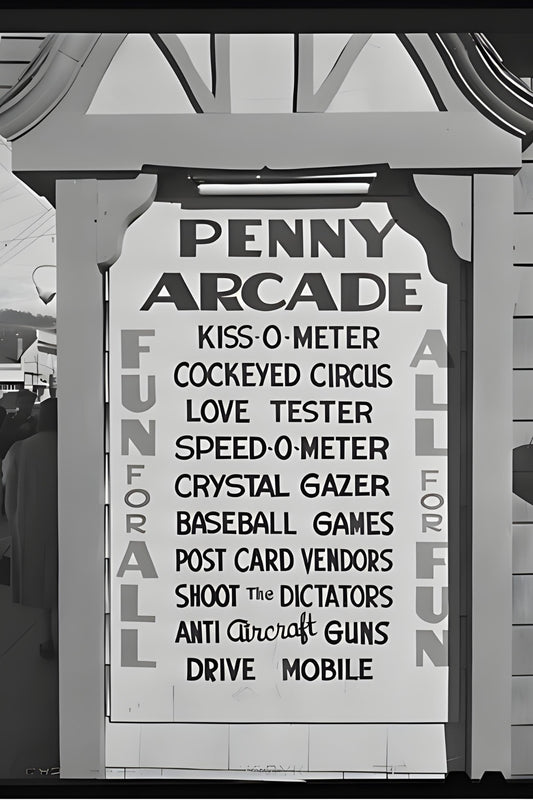 PENNY
ARCADE
KISS-O-METER
COCKEYED CIRCUS
LOVE TESTER
SPEED-O-METER
CRYSTAL GAZER
BASEBALL GAMES
POST CARD VENDORS
SHOOT The DICTATORS
ANTI Aircraft GUNS
DRIVE MOBILE
FUN
FOR
ALL
ALL
FOR
FUN